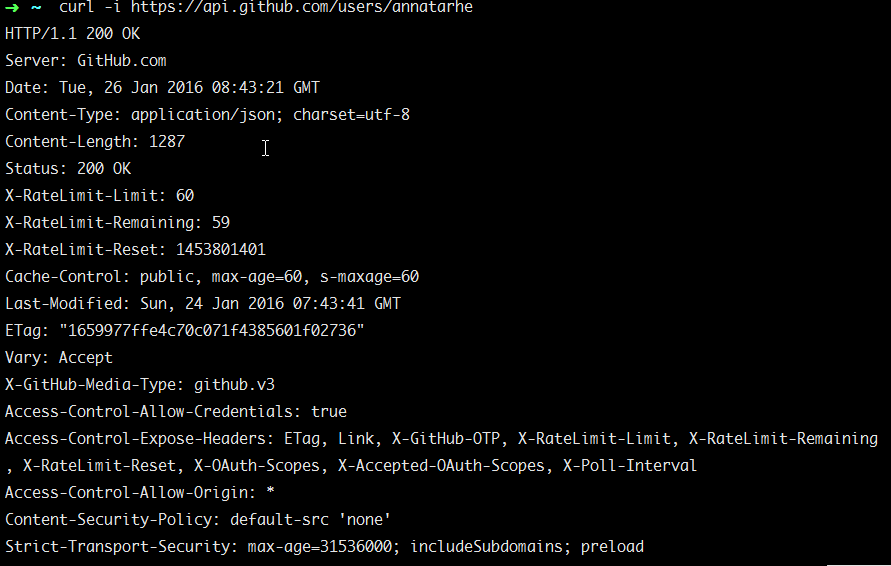 ➜ ~ curl -i https://api.github.com/users/annatarhe
HTTP/1.1 200 OK
Server: GitHub.com
Date: Tue, 26 Jan 2016 08:43:21 GMT
Content-Type: application/json; charset=utf-8
Content-Length: 1287
Status: 200 OK
X-RateLimit-Limit: 60
X-RateLimit-Remaining: 59
X-RateLimit-Reset: 1453801401
Cache-Control: public, max-age=60, s-maxage=60
Last-Modified: Sun, 24 Jan 2016 07:43:41 GMT
ETag: "1659977ffe4c70c071f4385601f02736"
Vary: Accept
X-GitHub-Media-Type: github.v3
Access-Control-Allow-Credentials: true
Access-Control-Expose-Headers: ETag, Link, X-GitHub-OTP, X-RateLimit-Limit, X-RateLimit-Remaining
, X-RateLimit-Reset, X-OAuth-Scopes, X-Accepted-OAuth-Scopes, X-Poll-Interval
Access-Control-Allow-Origin: *
Content-Security-Policy: default-src 'none'
Strict-Transport-Security: max-age=31536000; includeSubdomains; preload